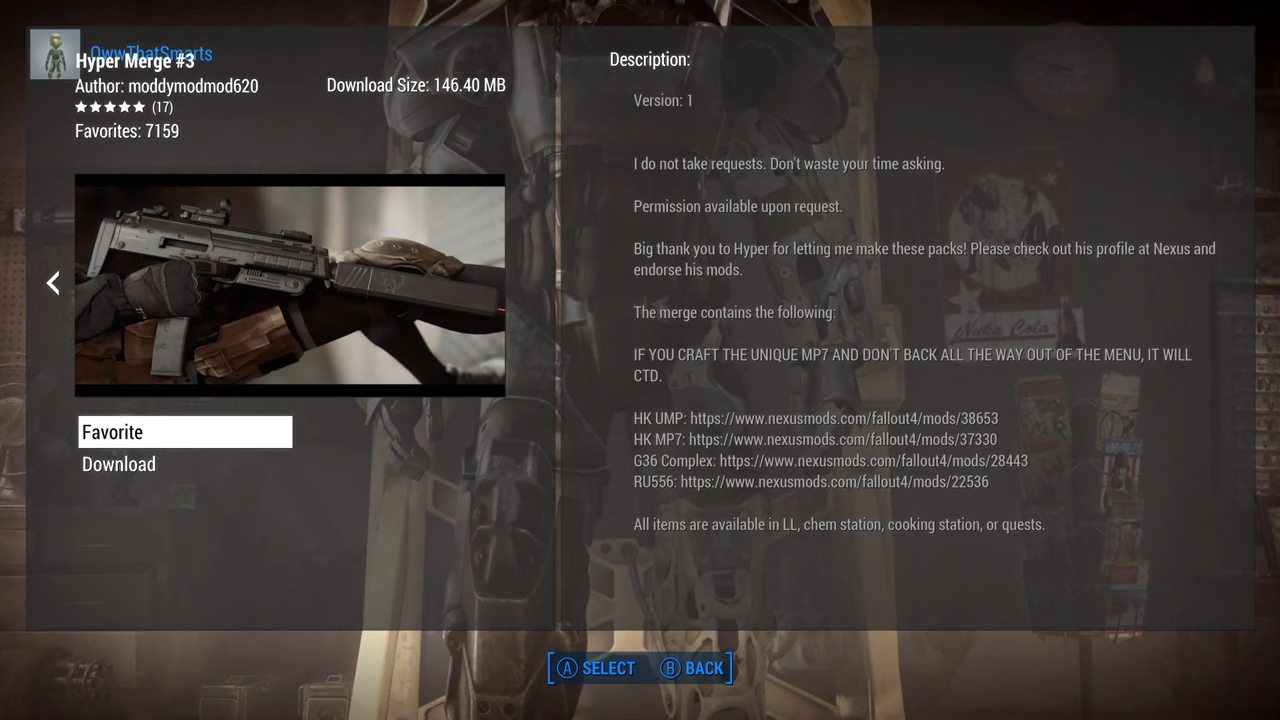 OwwThatSmarts
Hyper Merge #3
Author: moddymodmod620
Download Size: 146.40 MB
(17)
Favorites: 7159
Favorite
Download
Description:
Version: 1
I do not take requests. Don't waste your time asking.
Permission available upon request.
Big thank you to Hyper for letting me make these packs! Please check out his profile at Nexus and
endorse his mods.
The merge contains the following:
IF YOU CRAFT THE UNIQUE MP7 AND DON'T BACK ALL THE WAY OUT OF THE MENU, IT WILL
CTD.
HK UMP: https://www.nexusmods.com/fallout4/mods/38653
HK MP7: https://www.nexusmods.com/fallout4/mods/37330
G36 Complex: https://www.nexusmods.com/fallout4/mods/28443
RU556: https://www.nexusmods.com/fallout4/mods/22536
All items are available in LL, chem station, cooking station, or quests.
Nuka Cola
A SELECT B BACK